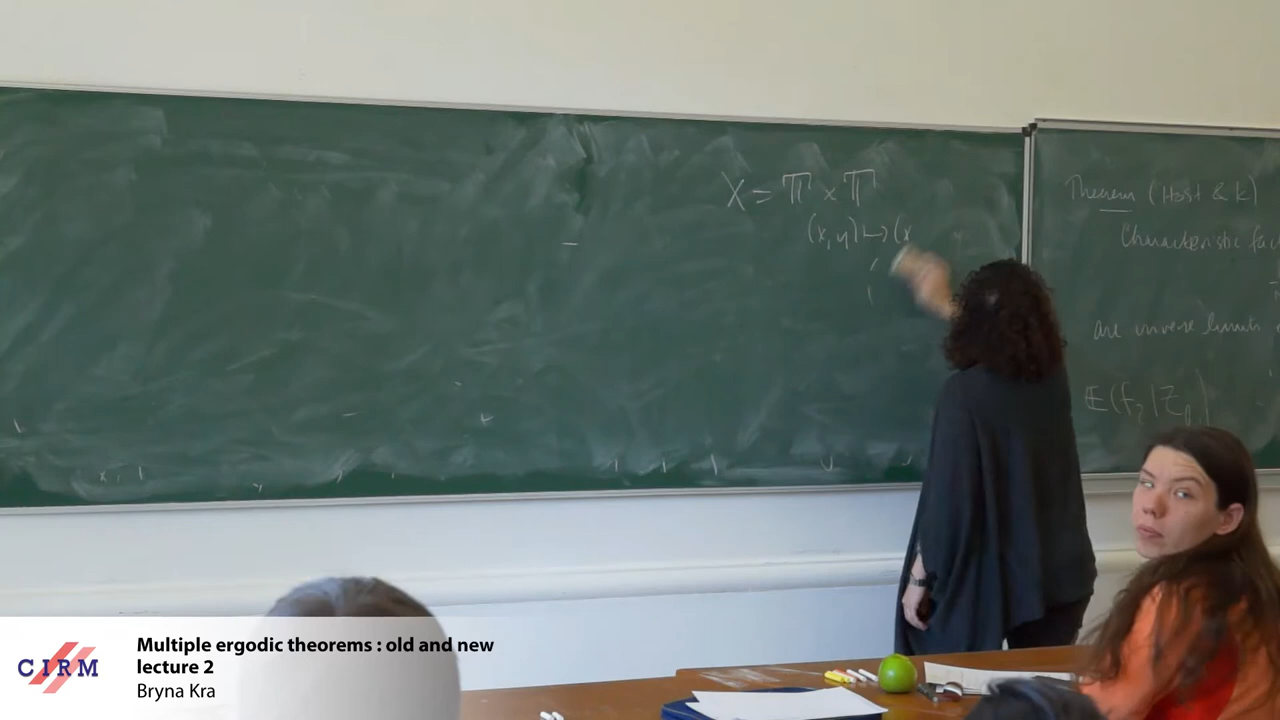 X = 𝕋 × 𝕋
(x, y) ↦ (x
Theorem (Host & K)
Characteristic fac
are inverse limits
𝔼(f₂ | Z
CIRM
Multiple ergodic theorems : old and new
lecture 2
Bryna Kra